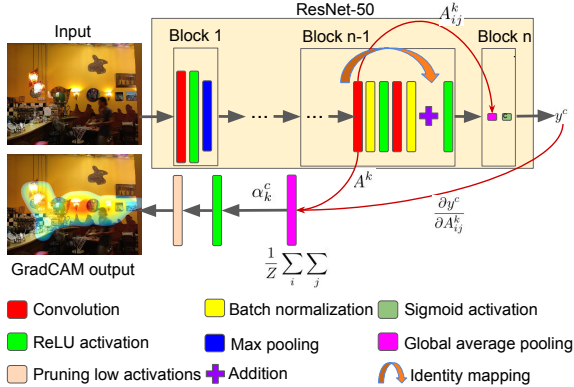 ResNet-50
Input
Block 1
Block n-1
A^k_{ij}
Block n
... ...
... ...
y^c
α^c_k
A^k
∂y^c / ∂A^k_{ij}
GradCAM output
1/Z ∑_i ∑_j
Convolution
Batch normalization
Sigmoid activation
ReLU activation
Max pooling
Global average pooling
Pruning low activations
Addition
Identity mapping